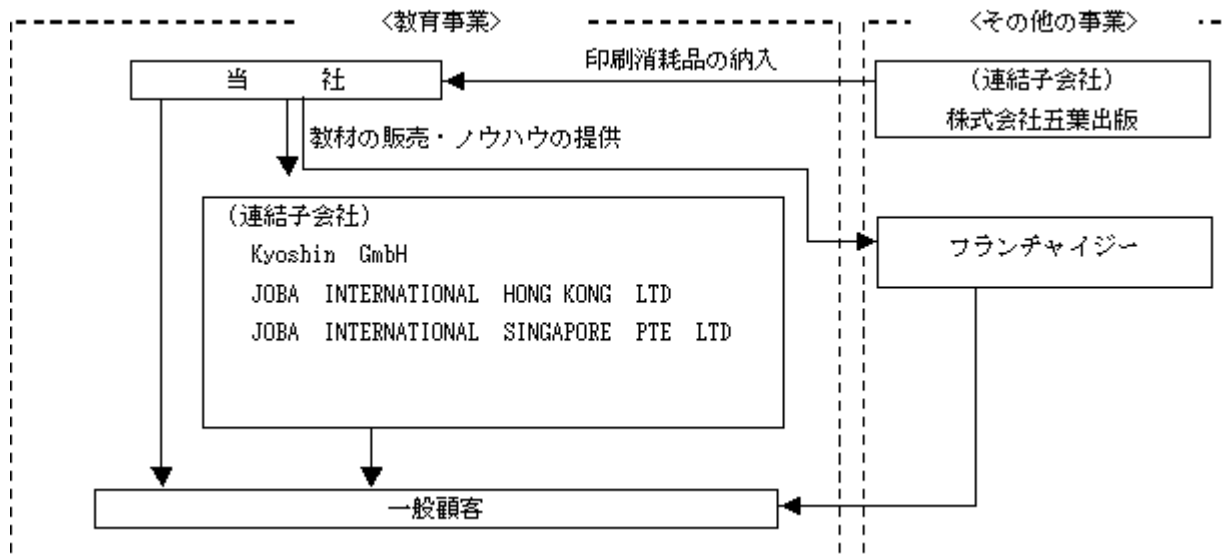 〈教育事業〉
〈その他の事業〉
印刷消耗品の納入
当　　　社
（連結子会社）
株式会社五葉出版
教材の販売・ノウハウの提供
（連結子会社）
Kyoshin GmbH
JOBA INTERNATIONAL HONG KONG LTD
JOBA INTERNATIONAL SINGAPORE PTE LTD
フランチャイジー
一般顧客